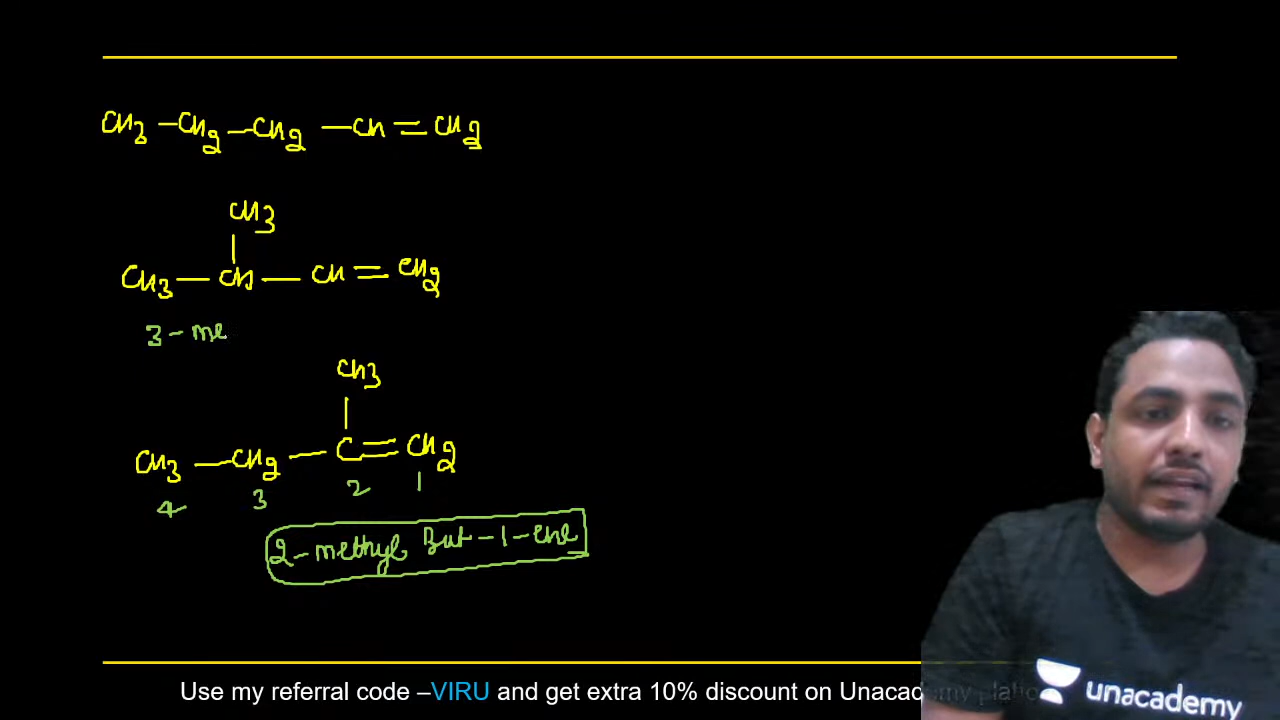 CH3 – CH2 – CH2 – CH = CH2
CH3
|
CH3 – CH – CH = CH2
3 – me
CH3
|
CH3 – CH2 – C = CH2
4 3 2 1
2 – methyl But – 1 – ene
Use my referral code –VIRU and get extra 10% discount on Unacademy
unacademy